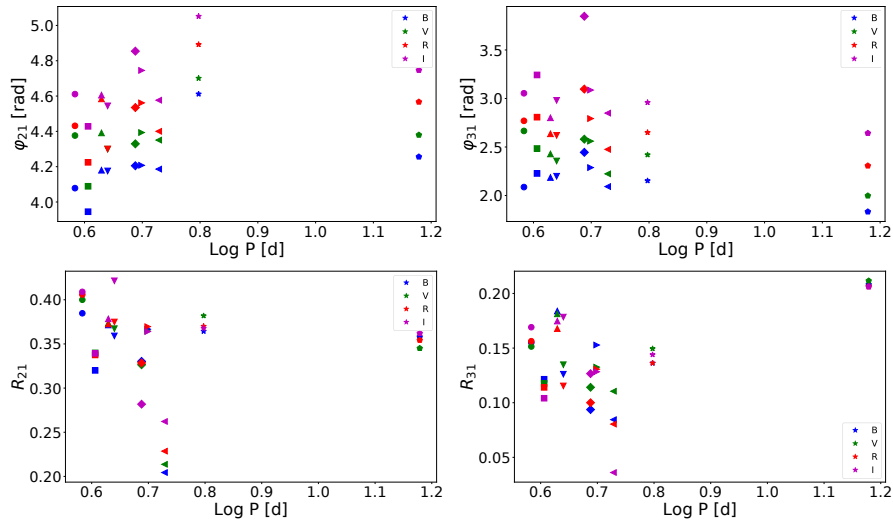 5.0
4.8
4.6
4.4
4.2
4.0
φ21 [rad]
0.6 0.7 0.8 0.9 1.0 1.1 1.2
Log P [d]
B
V
R
I
3.5
3.0
2.5
2.0
φ31 [rad]
0.6 0.7 0.8 0.9 1.0 1.1 1.2
Log P [d]
B
V
R
I
0.40
0.35
0.30
0.25
0.20
R21
0.6 0.7 0.8 0.9 1.0 1.1 1.2
Log P [d]
B
V
R
I
0.20
0.15
0.10
0.05
R31
0.6 0.7 0.8 0.9 1.0 1.1 1.2
Log P [d]
B
V
R
I